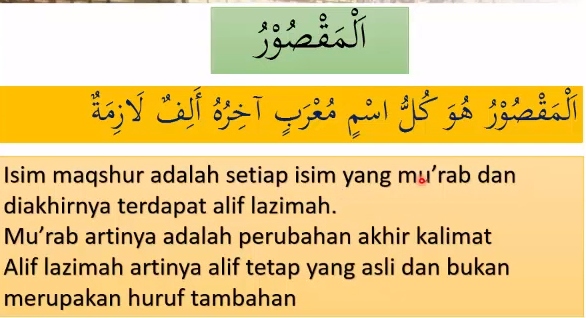 اَلْمَقْصُوْرُ
اَلْمَقْصُوْرُ هُوَ كُلُّ اسْمٍ مُعْرَبٍ آخِرُهُ أَلِفٌ لَازِمَةٌ
Isim maqshur adalah setiap isim yang mu’rab dan
diakhirnya terdapat alif lazimah.
Mu’rab artinya adalah perubahan akhir kalimat
Alif lazimah artinya alif tetap yang asli dan bukan
merupakan huruf tambahan